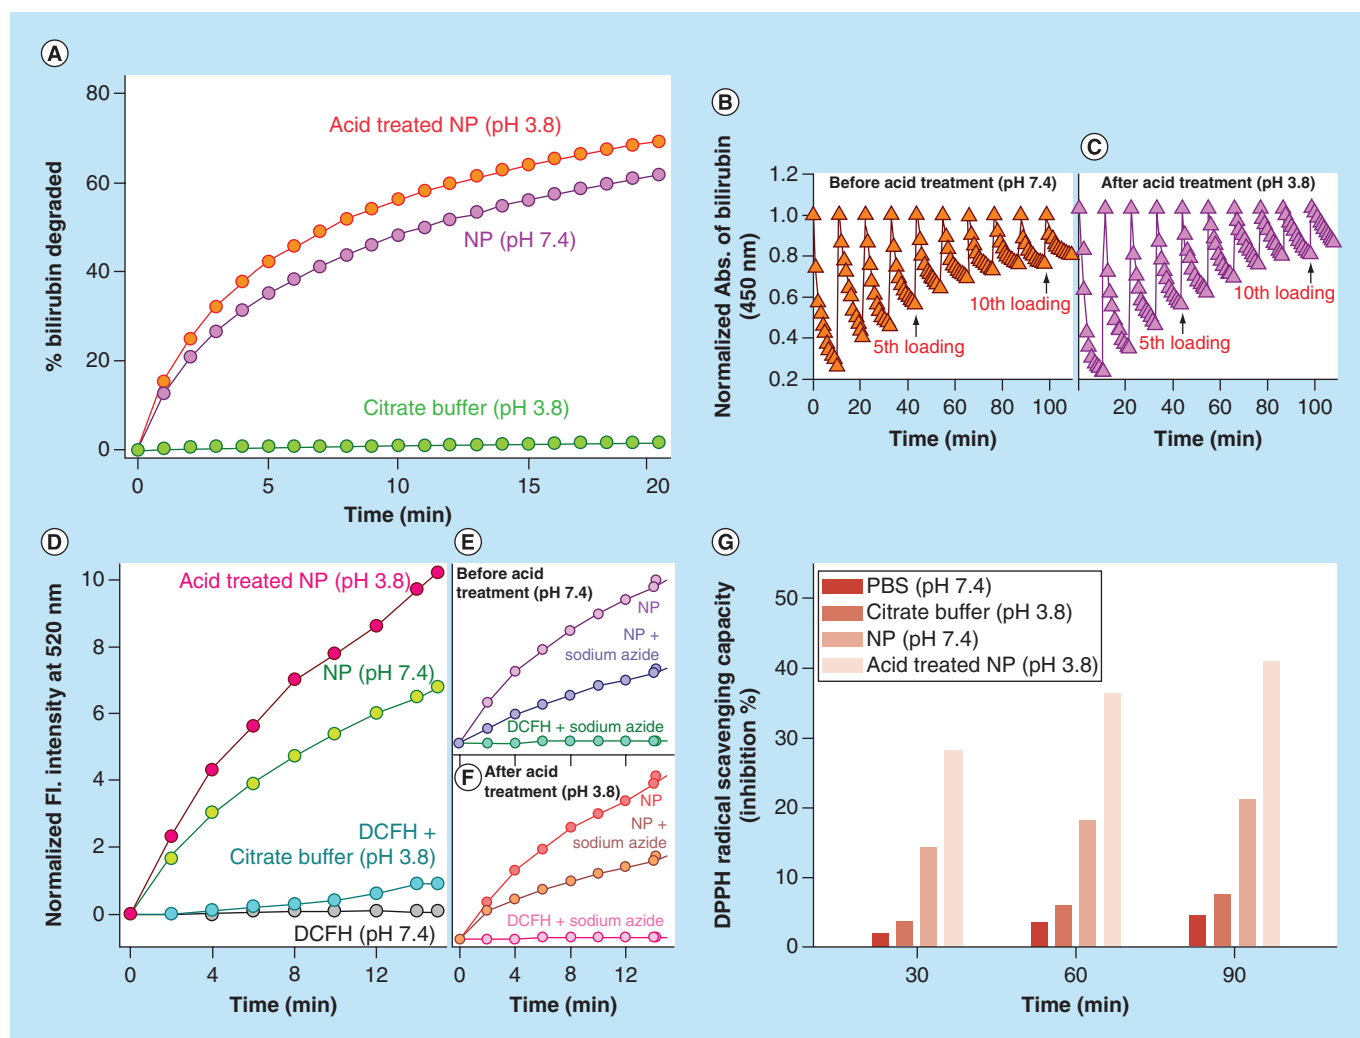 A
% bilirubin degraded
80
60
40
20
0
Acid treated NP (pH 3.8)
NP (pH 7.4)
Citrate buffer (pH 3.8)
0 5 10 15 20
Time (min)
B
Normalized Abs. of bilirubin
(450 nm)
1.2
1.0
0.8
0.6
0.4
0.2
Before acid treatment (pH 7.4)
5th loading
10th loading
0 20 40 60 80 100
Time (min)
C
After acid treatment (pH 3.8)
5th loading
10th loading
20 40 60 80 100
Time (min)
D
Normalized Fl. intensity at 520 nm
10
8
6
4
2
0
Acid treated NP (pH 3.8)
NP (pH 7.4)
DCFH +
Citrate buffer (pH 3.8)
DCFH (pH 7.4)
0 4 8 12
Time (min)
E
Before acid
treatment (pH 7.4)
NP
NP +
sodium azide
DCFH + sodium azide
F
After acid
treatment (pH 3.8)
NP
NP +
sodium azide
DCFH + sodium azide
0 4 8 12
Time (min)
G
DPPH radical scavenging capacity
(inhibition %)
50
40
30
20
10
0
PBS (pH 7.4)
Citrate buffer (pH 3.8)
NP (pH 7.4)
Acid treated NP (pH 3.8)
30 60 90
Time (min)